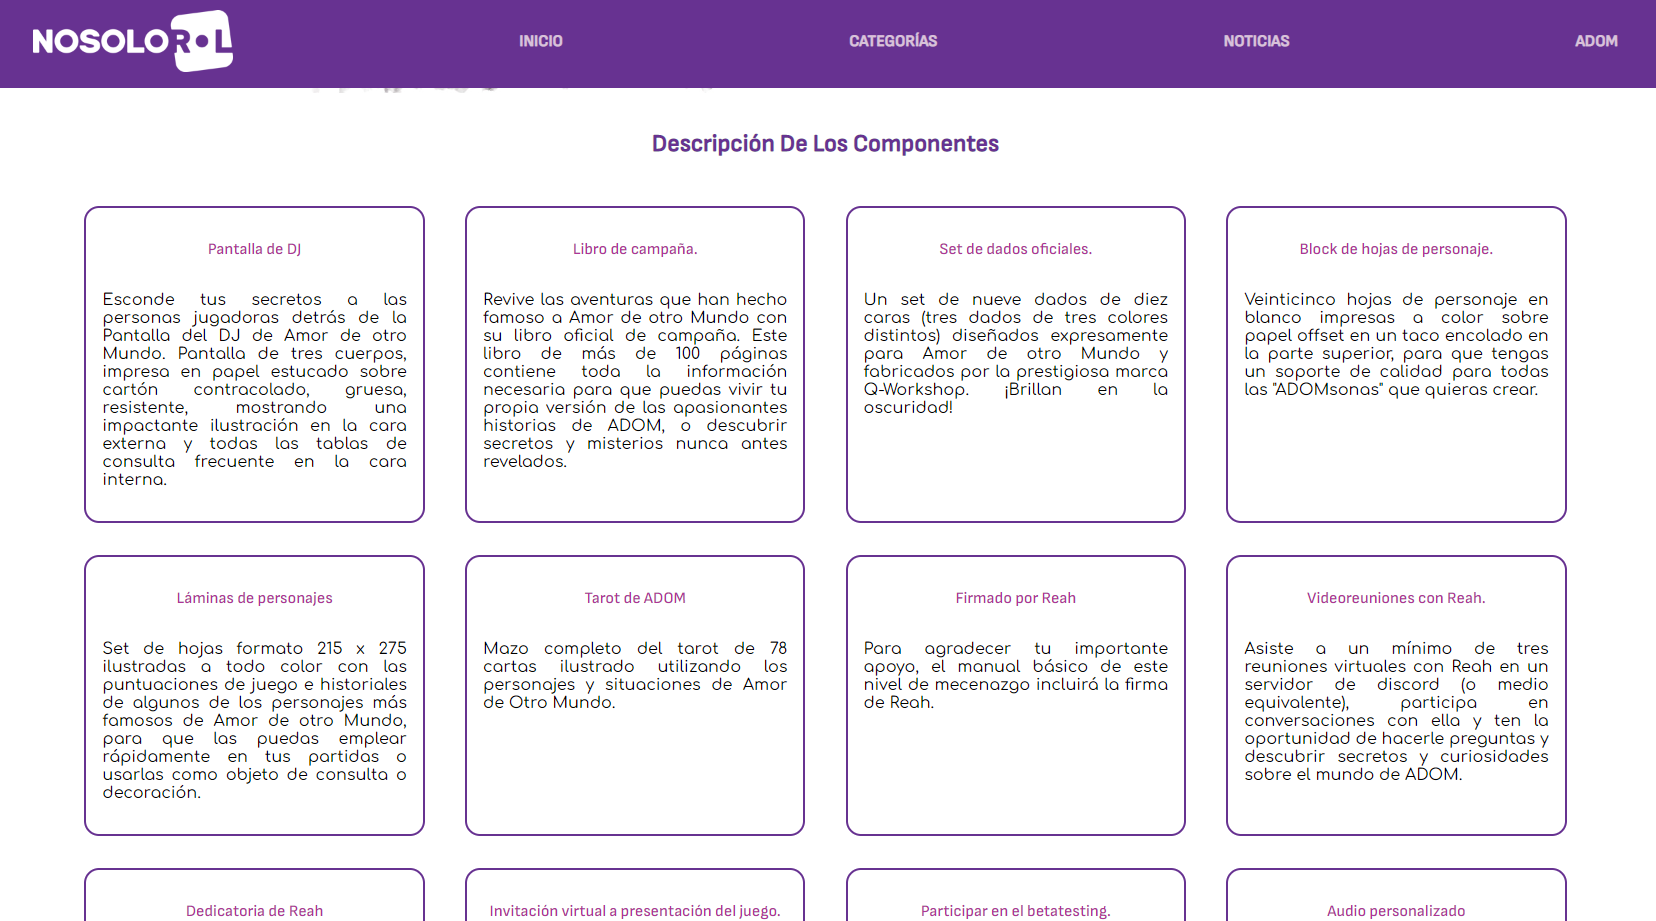 NOSOLOROL
INICIO
CATEGORÍAS
NOTICIAS
ADOM
Descripción De Los Componentes
Pantalla de DJ
Esconde tus secretos a las
personas jugadoras detrás de la
Pantalla del DJ de Amor de otro
Mundo. Pantalla de tres cuerpos,
impresa en papel estucado sobre
cartón contracolado, gruesa,
resistente, mostrando una
impactante ilustración en la cara
externa y todas las tablas de
consulta frecuente en la cara
interna.
Libro de campaña.
Revive las aventuras que han hecho
famoso a Amor de otro Mundo con
su libro oficial de campaña. Este
libro de más de 100 páginas
contiene toda la información
necesaria para que puedas vivir tu
propia versión de las apasionantes
historias de ADOM, o descubrir
secretos y misterios nunca antes
revelados.
Set de dados oficiales.
Un set de nueve dados de diez
caras (tres dados de tres colores
distintos) diseñados expresamente
para Amor de otro Mundo y
fabricados por la prestigiosa marca
Q-Workshop. ¡Brillan en la
oscuridad!
Block de hojas de personaje.
Veinticinco hojas de personaje en
blanco impresas a color sobre
papel offset en un taco encolado en
la parte superior, para que tengas
un soporte de calidad para todas
las "ADOMsonas" que quieras crear.
Láminas de personajes
Set de hojas formato 215 x 275
ilustradas a todo color con las
puntuaciones de juego e historiales
de algunos de los personajes más
famosos de Amor de otro Mundo,
para que las puedas emplear
rápidamente en tus partidas o
usarlas como objeto de consulta o
decoración.
Tarot de ADOM
Mazo completo del tarot de 78
cartas ilustrado utilizando los
personajes y situaciones de Amor
de Otro Mundo.
Firmado por Reah
Para agradecer tu importante
apoyo, el manual básico de este
nivel de mecenazgo incluirá la firma
de Reah.
Videoreuniones con Reah.
Asiste a un mínimo de tres
reuniones virtuales con Reah en un
servidor de discord (o medio
equivalente), participa en
conversaciones con ella y ten la
oportunidad de hacerle preguntas y
descubrir secretos y curiosidades
sobre el mundo de ADOM.
Dedicatoria de Reah
Invitación virtual a presentación del juego.
Participar en el betatesting.
Audio personalizado